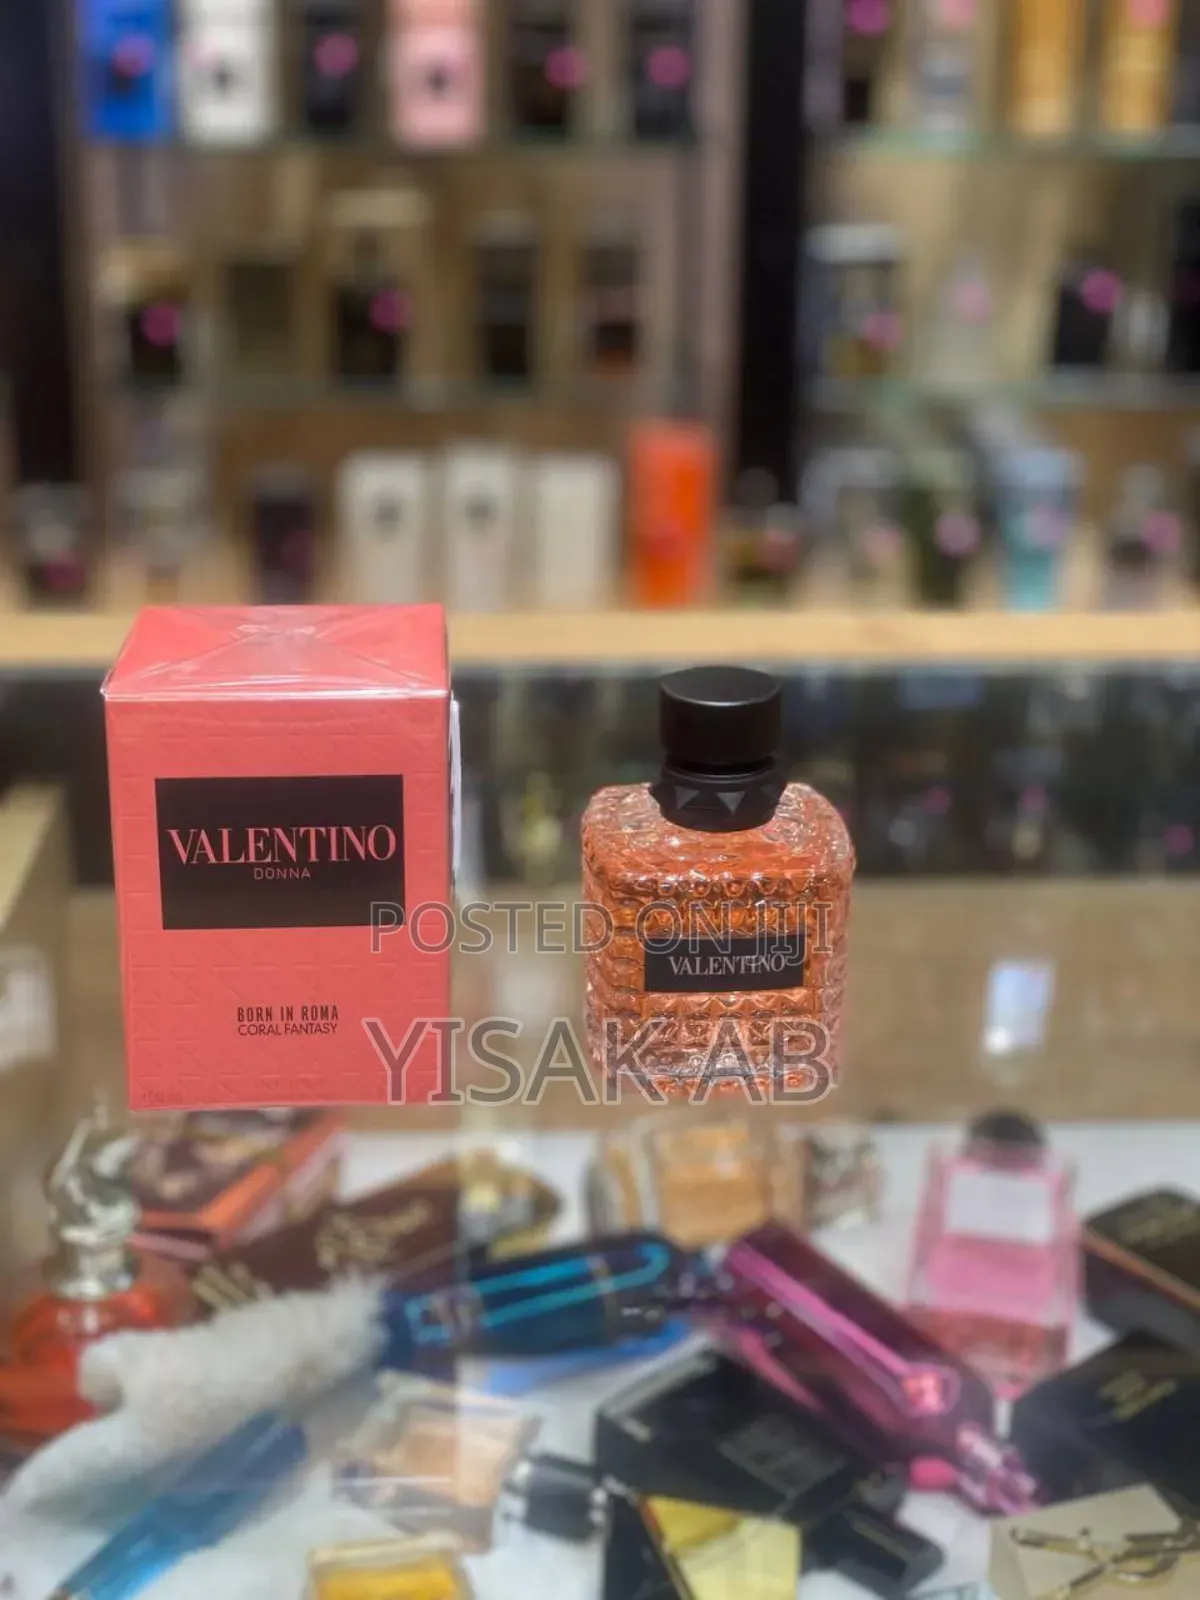 VALENTINO
DONNA
BORN IN ROMA
CORAL FANTASY
VALENTINO
POSTED ON JIJI
YISAK AB